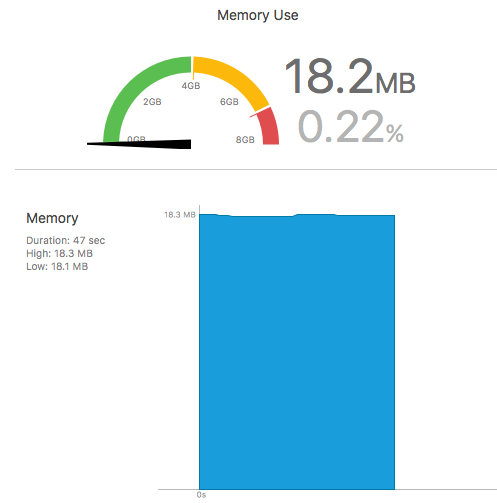 Memory Use
18.2MB
0.22%
0GB
2GB
4GB
6GB
8GB
Memory
Duration: 47 sec
High: 18.3 MB
Low: 18.1 MB
18.3 MB
0s